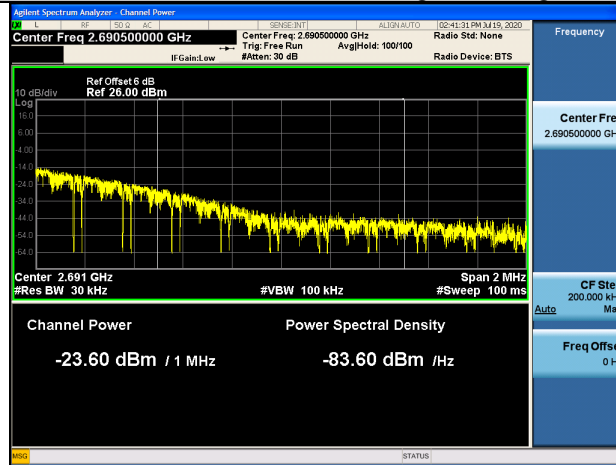 Agilent Spectrum Analyzer - Channel Power
L RF 50 Ω AC SENSE:INT ALIGN AUTO 02:41:31 PM Jul 19, 2020
Center Freq 2.690500000 GHz
Center Freq: 2.690500000 GHz
Radio Std: None
Trig: Free Run Avg|Hold: 100/100
IFGain:Low #Atten: 30 dB Radio Device: BTS
Ref Offset 6 dB
10 dB/div Ref 26.00 dBm
Log
16.0
6.00
-4.00
-14.0
-24.0
-34.0
-44.0
-54.0
-64.0
Center 2.691 GHz Span 2 MHz
#Res BW 30 kHz #VBW 100 kHz #Sweep 100 ms
Channel Power Power Spectral Density
-23.60 dBm / 1 MHz -83.60 dBm /Hz
MSG STATUS
Frequency
Center Fre
2.690500000 GH
CF Ste
200.000 kH
Auto Ma
Freq Offse
0 H